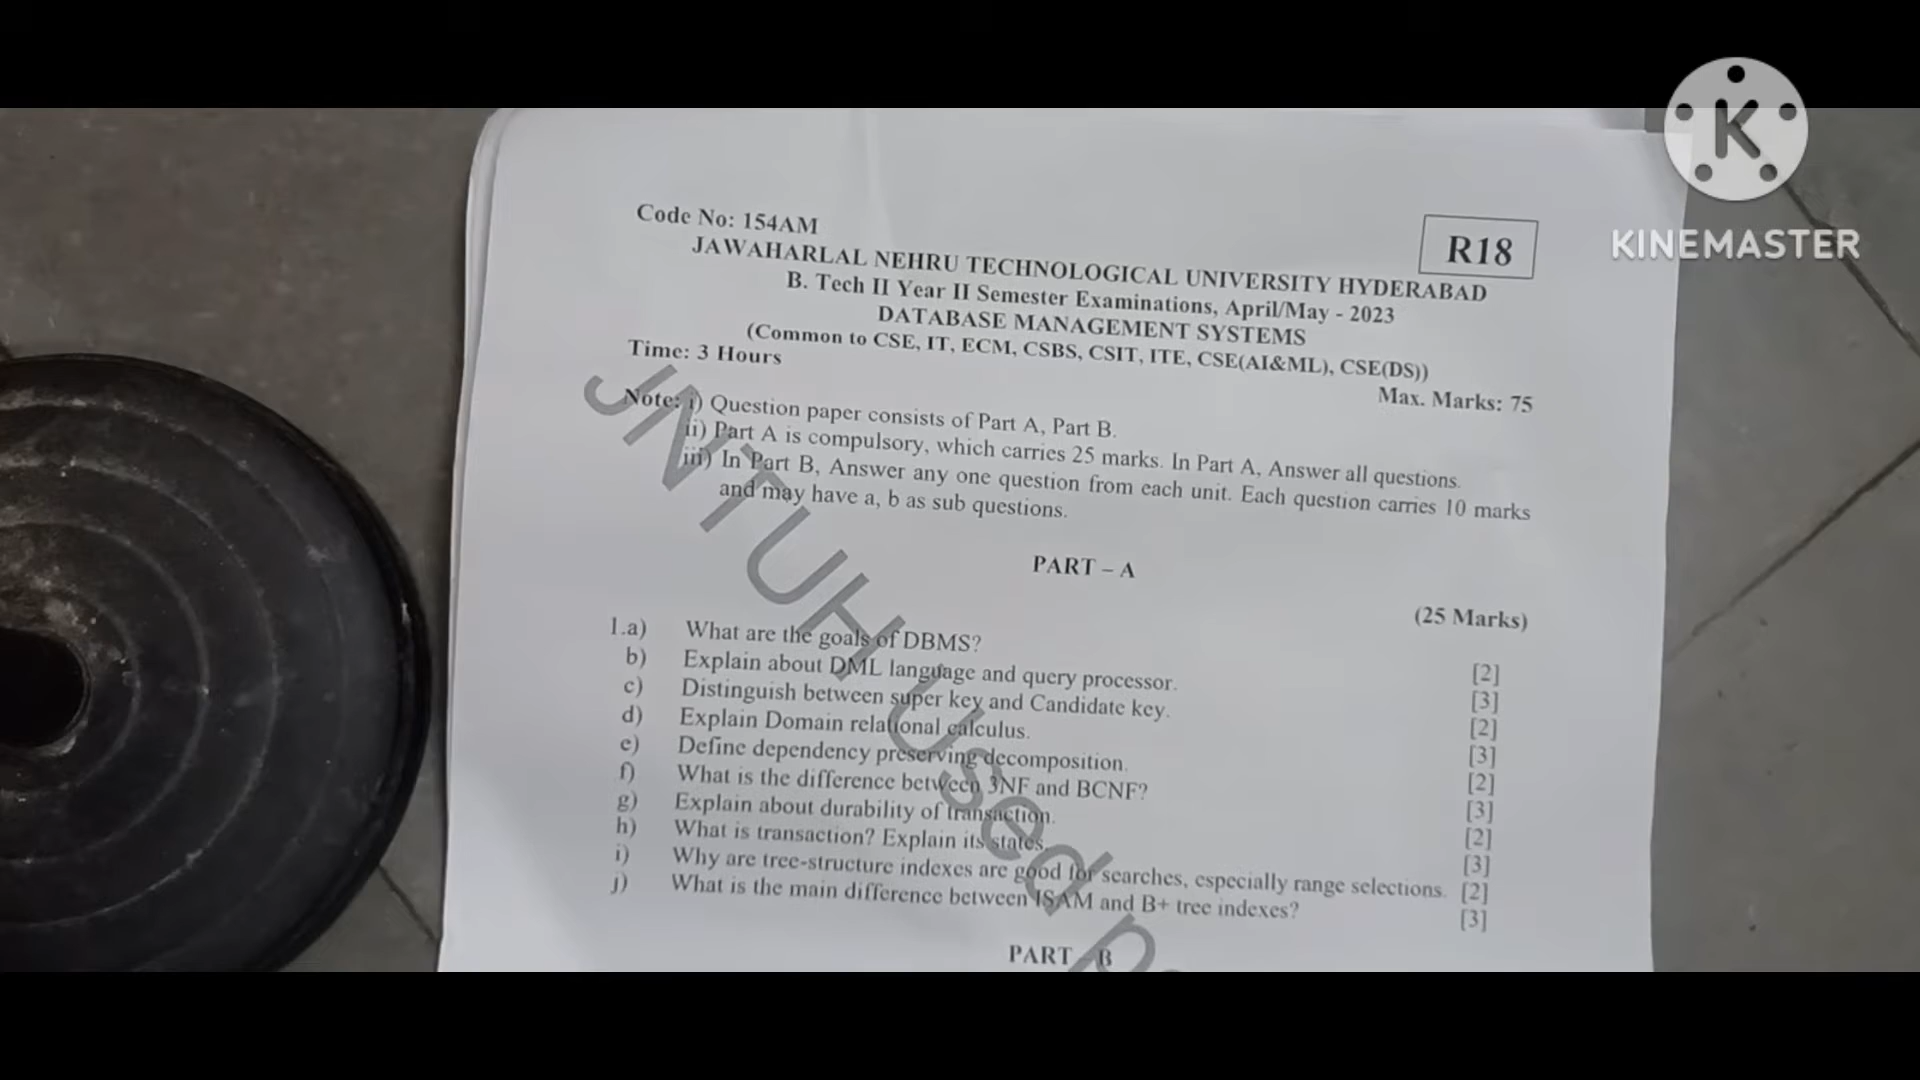 Code No: 154AM
R18
JAWAHARLAL NEHRU TECHNOLOGICAL UNIVERSITY HYDERABAD
B. Tech II Year II Semester Examinations, April/May - 2023
DATABASE MANAGEMENT SYSTEMS
(Common to CSE, IT, ECM, CSBS, CSIT, ITE, CSE(AI&ML), CSE(DS))
Time: 3 Hours
Max. Marks: 75
Note: i) Question paper consists of Part A, Part B.
ii) Part A is compulsory, which carries 25 marks. In Part A, Answer all questions.
iii) In Part B, Answer any one question from each unit. Each question carries 10 marks
and may have a, b as sub questions.
PART – A
(25 Marks)
1.a) What are the goals of DBMS? [2]
b) Explain about DML language and query processor. [3]
c) Distinguish between super key and Candidate key. [2]
d) Explain Domain relational calculus. [3]
e) Define dependency preserving decomposition. [2]
f) What is the difference between 3NF and BCNF? [3]
g) Explain about durability of transaction. [2]
h) What is transaction? Explain its states. [3]
i) Why are tree-structure indexes are good for searches, especially range selections. [2]
j) What is the main difference between ISAM and B+ tree indexes? [3]
PART – B
JNTUH Used
K
KINEMASTER